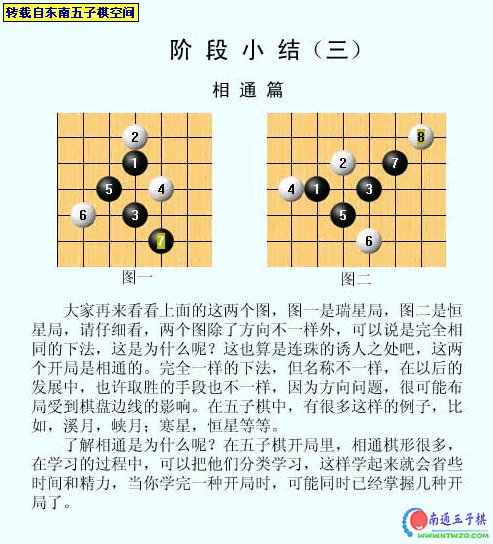 转载自东南五子棋空间
阶 段 小 结（三）
相 通 篇
2
1
5
4
6
3
7
图一
8
7
2
4
1
3
5
6
图二
大家再来看看上面的这两个图，图一是瑞星局，图二是恒
星局，请仔细看，两个图除了方向不一样外，可以说是完全相
同的下法，这是为什么呢？这也算是连珠的诱人之处吧，这两
个开局是相通的。完全一样的下法，但名称不一样，在以后的
发展中，也许取胜的手段也不一样，因为方向问题，很可能布
局受到棋盘边线的影响。在五子棋中，有很多这样的例子，比
如，溪月，峡月；寒星，恒星等等。
了解相通是为什么呢？在五子棋开局里，相通棋形很多，
在学习的过程中，可以把他们分类学习，这样学起来就会省些
时间和精力，当你学完一种开局时，可能同时已经掌握几种开
局了。
南通五子棋
www.NTWZQ.com